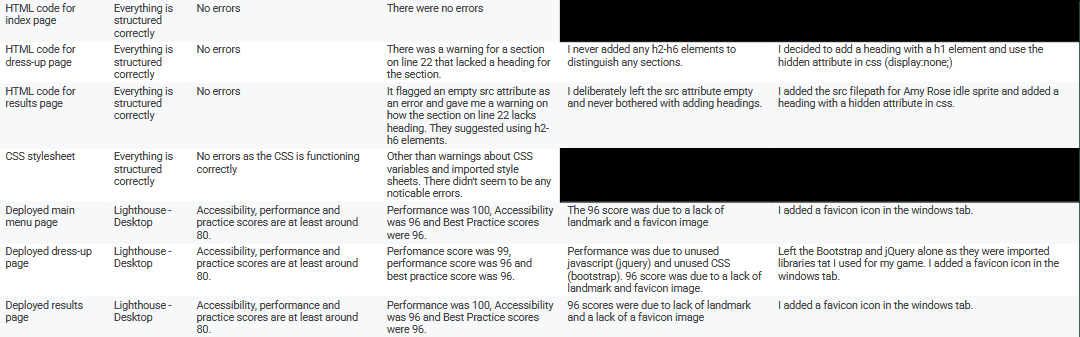 HTML code for index page
Everything is structured correctly
No errors
There were no errors
HTML code for dress-up page
Everything is structured correctly
No errors
There was a warning for a section on line 22 that lacked a heading for the section.
I never added any h2-h6 elements to distinguish any sections.
I decided to add a heading with a h1 element and use the hidden attribute in css (display:none;)
HTML code for results page
Everything is structured correctly
No errors
It flagged an empty src attribute as an error and gave me a warning on how the section on line 22 lacks heading. They suggested using h2-h6 elements.
I deliberately left the src attribute empty and never bothered with adding headings.
I added the src filepath for Amy Rose idle sprite and added a heading with a hidden attribute in css.
CSS stylesheet
Everything is structured correctly
No errors as the CSS is functioning correctly
Other than warnings about CSS variables and imported style sheets. There didn't seem to be any noticable errors.
Deployed main menu page
Lighthouse - Desktop
Accessibility, performance and practice scores are at least around 80.
Performance was 100, Accessibility was 96 and Best Practice scores were 96.
The 96 score was due to a lack of landmark and a favicon image
I added a favicon icon in the windows tab.
Deployed dress-up page
Lighthouse - Desktop
Accessibility, performance and practice scores are at least around 80.
Perfomance score was 99, performance score was 96 and best practice score was 96.
Performance was due to unused javascript (jquery) and unused CSS (bootstrap). 96 score was due to a lack of landmark and favicon image.
Left the Bootstrap and jQuery alone as they were imported libraries tat I used for my game. I added a favicon icon in the windows tab.
Deployed results page
Lighthouse - Desktop
Accessibility, performance and practice scores are at least around 80.
Performance was 100, Accessibility was 96 and Best Practice scores were 96.
96 scores were due to lack of landmark and a lack of a favicon image
I added a favicon icon in the windows tab.